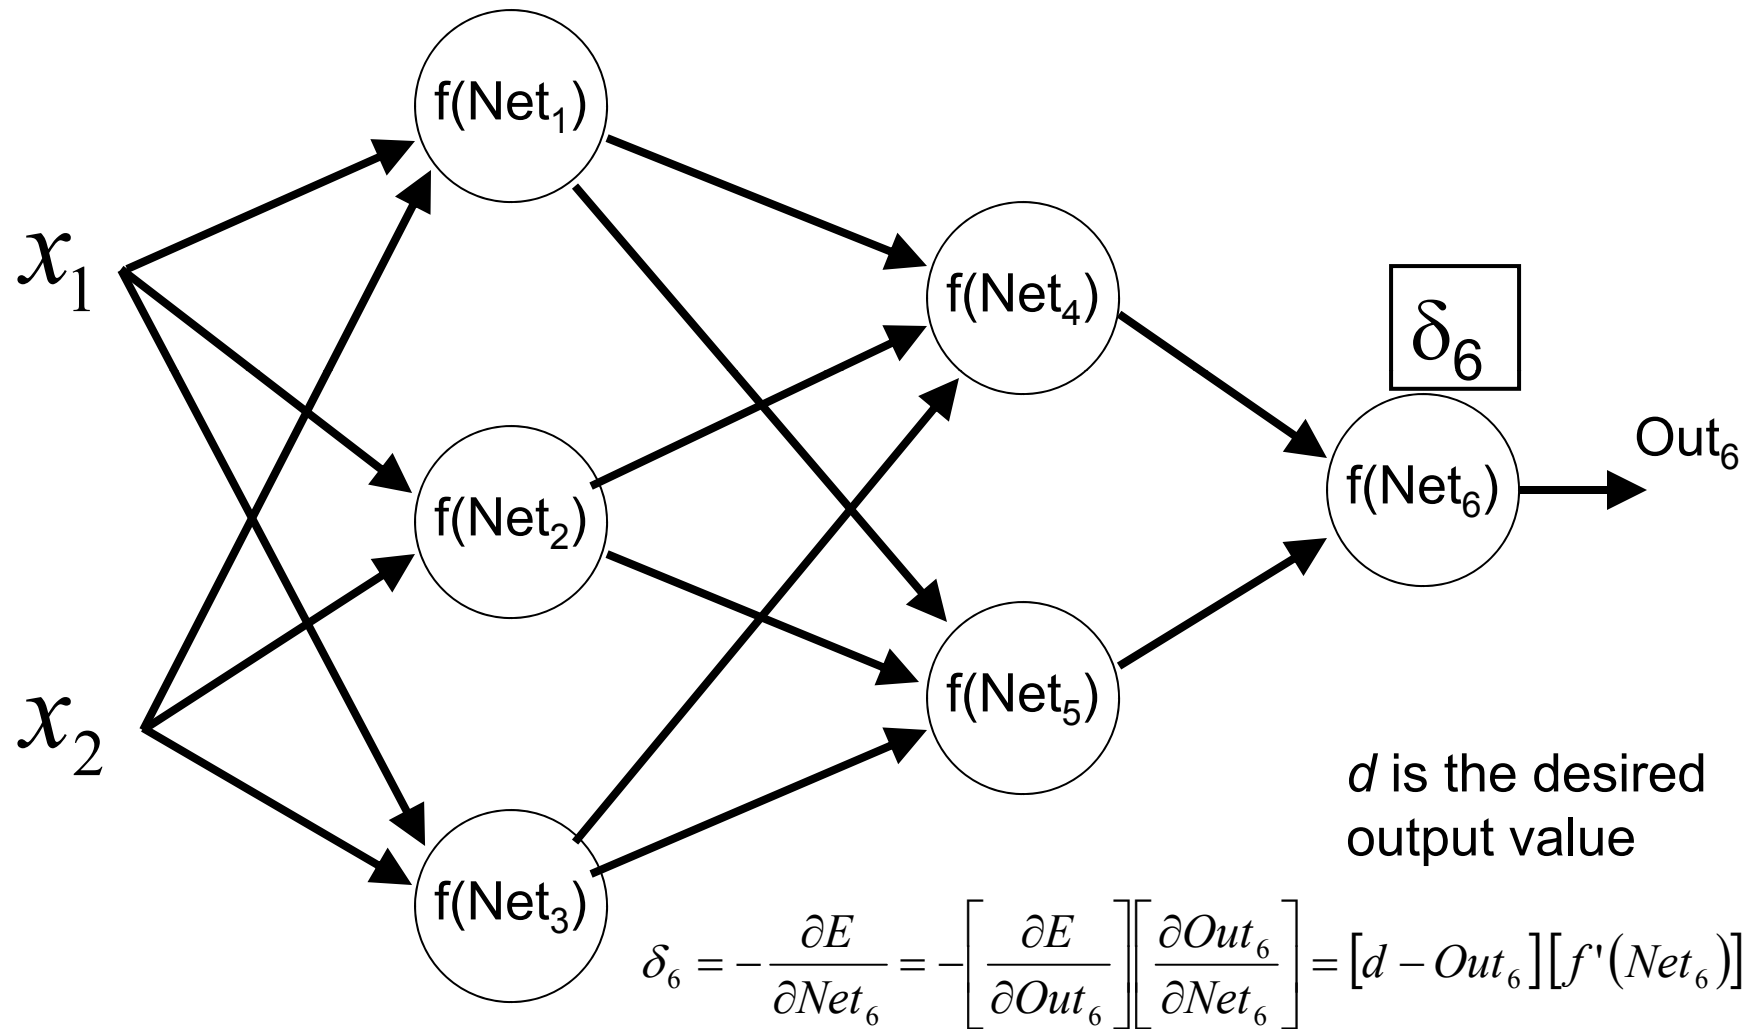 f(Net₁)
x₁
f(Net₄)
δ₆
Out₆
f(Net₆)
f(Net₂)
f(Net₅)
x₂
d is the desired
output value
f(Net₃)
δ₆ = −∂E/∂Net₆ = −[∂E/∂Out₆][∂Out₆/∂Net₆] = [d − Out₆][f'(Net₆)]